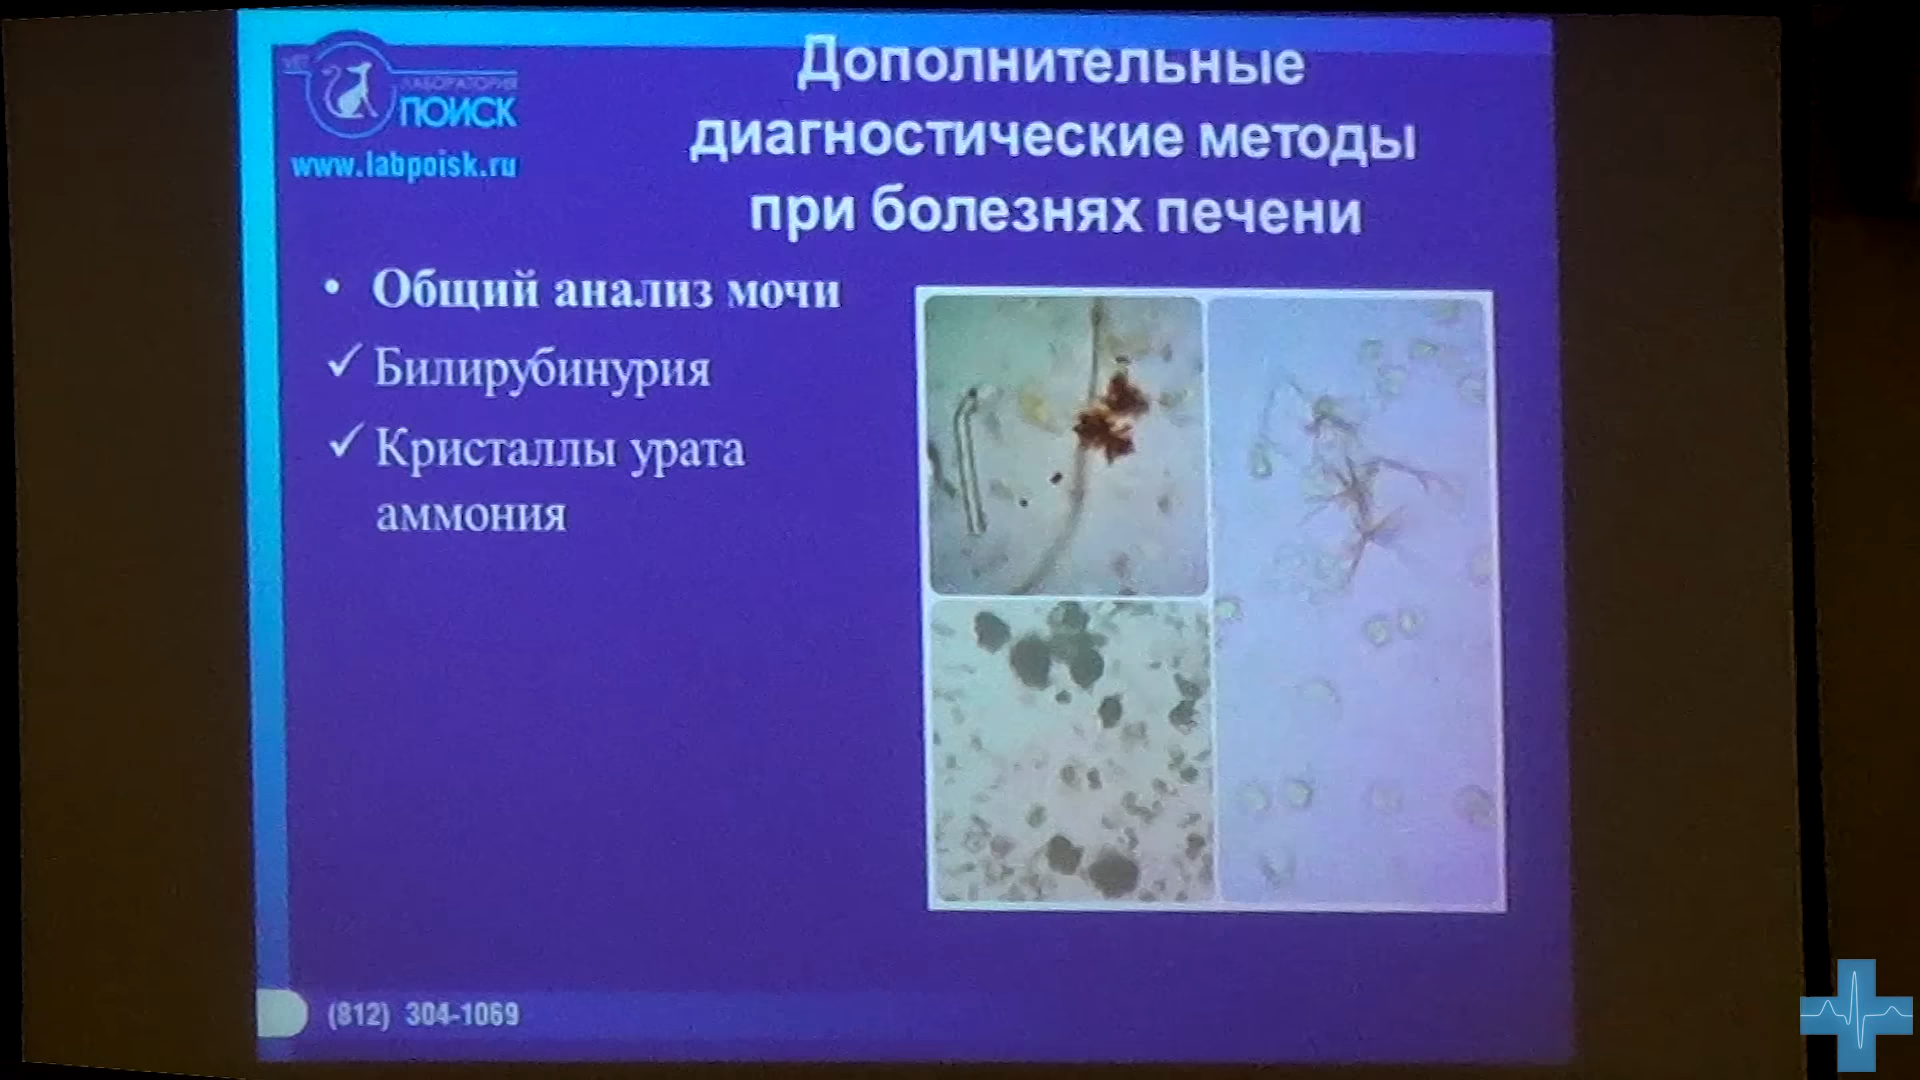 VET
ЛАБОРАТОРИЯ
ПОИСК
www.labpoisk.ru
Дополнительные
диагностические методы
при болезнях печени
• Общий анализ мочи
✓ Билирубинурия
✓ Кристаллы урата
аммония
(812) 304-1069